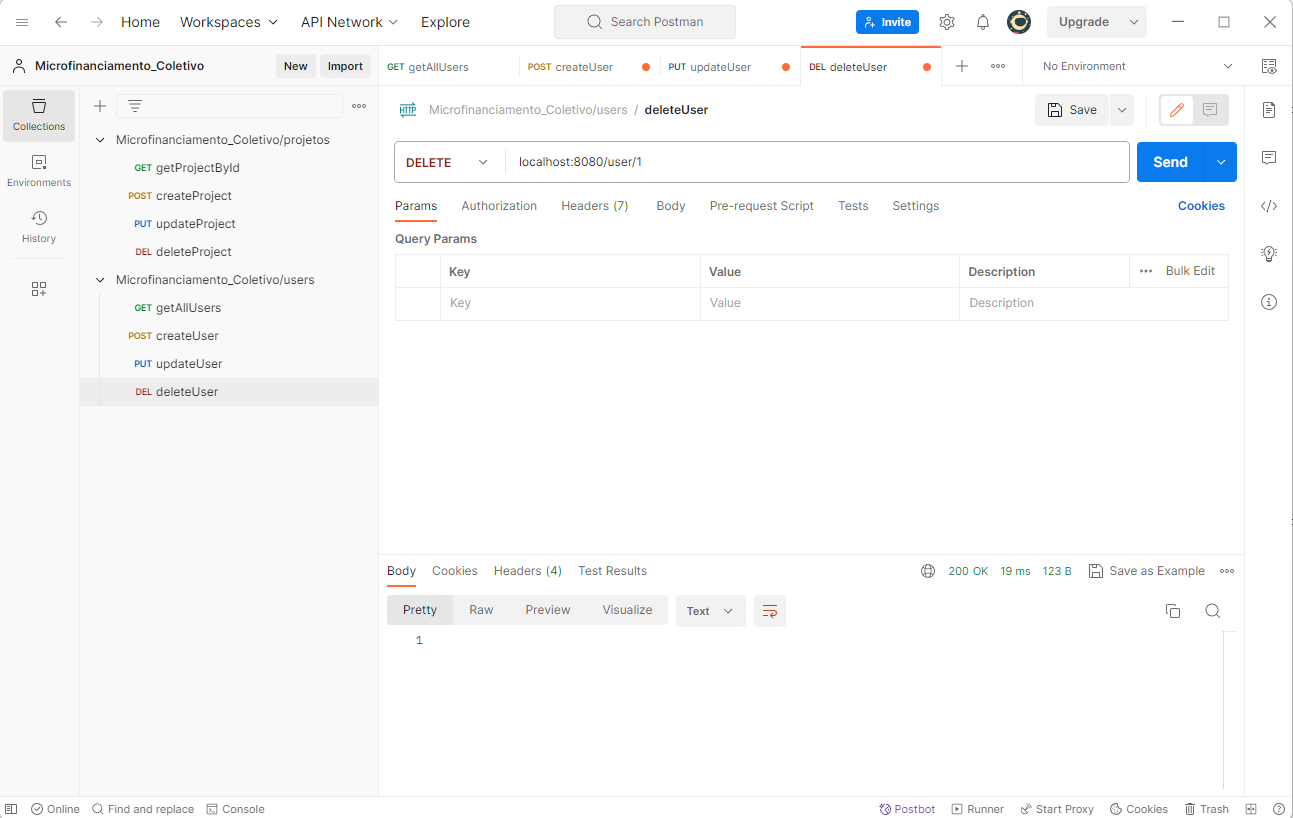 Home Workspaces API Network Explore Search Postman Invite Upgrade
Microfinanciamento_Coletivo New Import
GET getAllUsers POST createUser PUT updateUser DEL deleteUser No Environment
Collections
Environments
History
Microfinanciamento_Coletivo/projetos
GET getProjectById
POST createProject
PUT updateProject
DEL deleteProject
Microfinanciamento_Coletivo/users
GET getAllUsers
POST createUser
PUT updateUser
DEL deleteUser
HTTP Microfinanciamento_Coletivo/users / deleteUser Save
DELETE localhost:8080/user/1 Send
Params Authorization Headers (7) Body Pre-request Script Tests Settings Cookies
Query Params
Key Value Description Bulk Edit
Key Value Description
Body Cookies Headers (4) Test Results 200 OK 19 ms 123 B Save as Example
Pretty Raw Preview Visualize Text
1
Online Find and replace Console Postbot Runner Start Proxy Cookies Trash